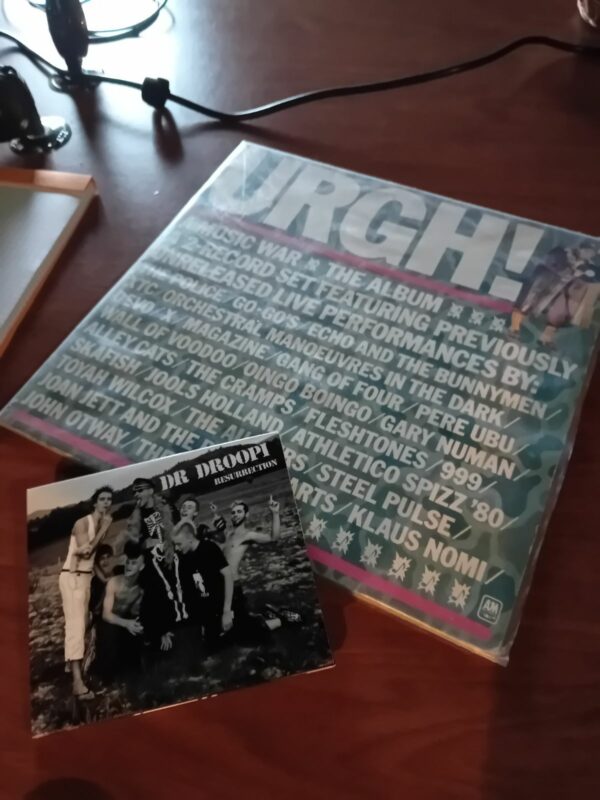 URGH!
MUSIC WAR THE ALBUM
2-RECORD SET FEATURING PREVIOUSLY
UNRELEASED LIVE PERFORMANCES BY:
POLICE/GO-GO'S/ECHO AND THE BUNNYMEN/
XTC/ORCHESTRAL MANOEUVRES IN THE DARK/
DEVO/X/MAGAZINE/GANG OF FOUR/PERE UBU/
WALL OF VOODOO/OINGO BOINGO/GARY NUMAN/
ALLEY CATS/THE CRAMPS/FLESHTONES/999/
SKAFISH/JOOLS HOLLAND/ATHLETICO SPIZZ '80/
TOYAH WILCOX/THE RS/STEEL PULSE/
JOAN JETT AND THE ARTS/KLAUS NOMI/
JOHN OTWAY/
A&M
DR DROOPI
RESURRECTION